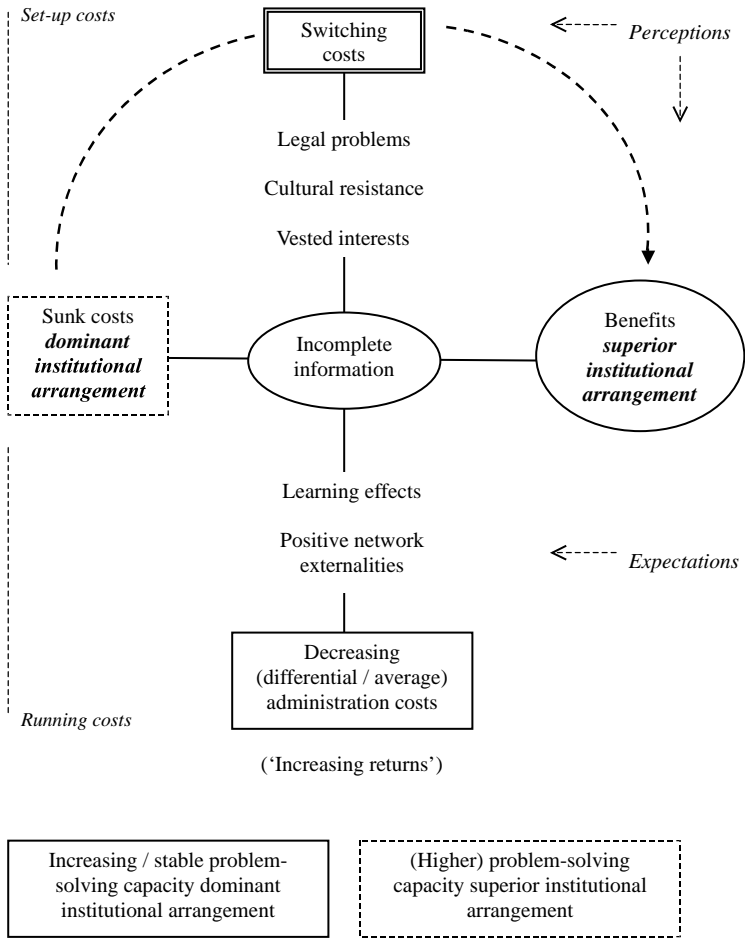 Set-up costs
Switching
costs
Perceptions
Legal problems
Cultural resistance
Vested interests
Sunk costs
dominant
institutional
arrangement
Incomplete
information
Benefits
superior
institutional
arrangement
Learning effects
Positive network
externalities
Expectations
Decreasing
(differential / average)
administration costs
Running costs
(‘Increasing returns’)
Increasing / stable problem-
solving capacity dominant
institutional arrangement
(Higher) problem-solving
capacity superior institutional
arrangement